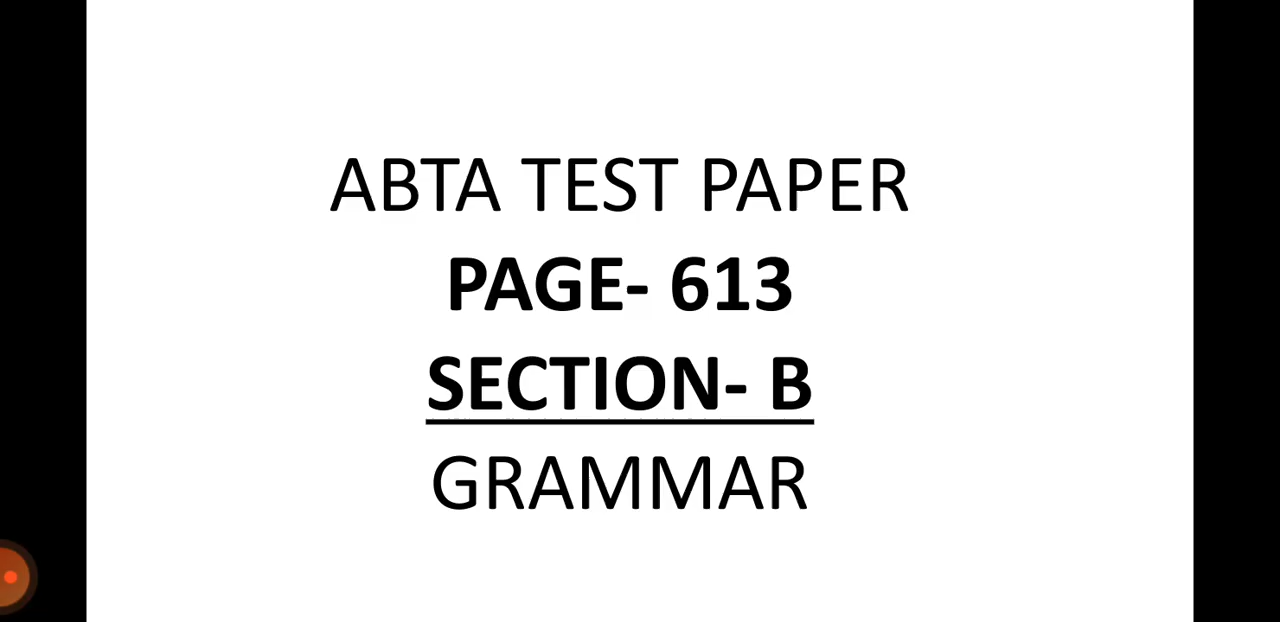 ABTA TEST PAPER
PAGE- 613
SECTION- B
GRAMMAR